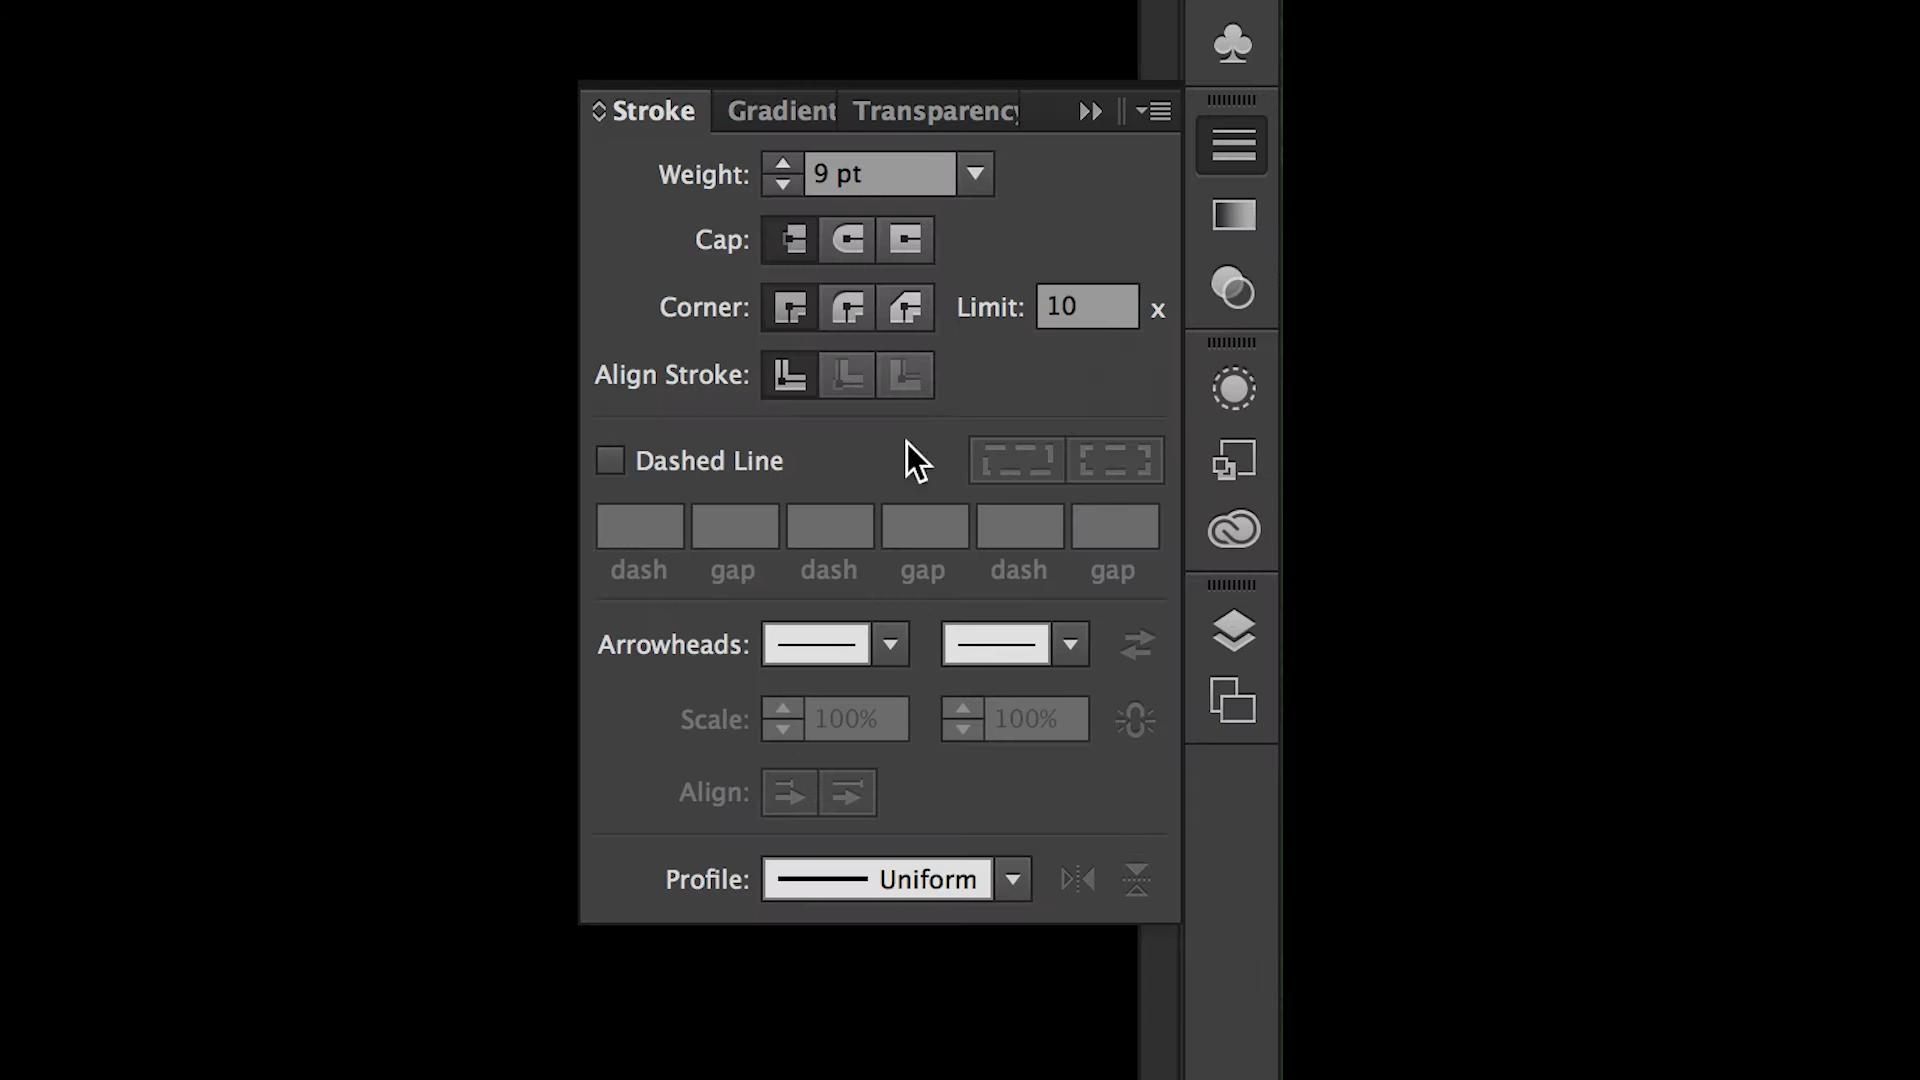 Stroke Gradient Transparency
Weight: 9 pt
Cap:
Corner: Limit: 10 x
Align Stroke:
Dashed Line
dash gap dash gap dash gap
Arrowheads:
Scale: 100% 100%
Align:
Profile: Uniform